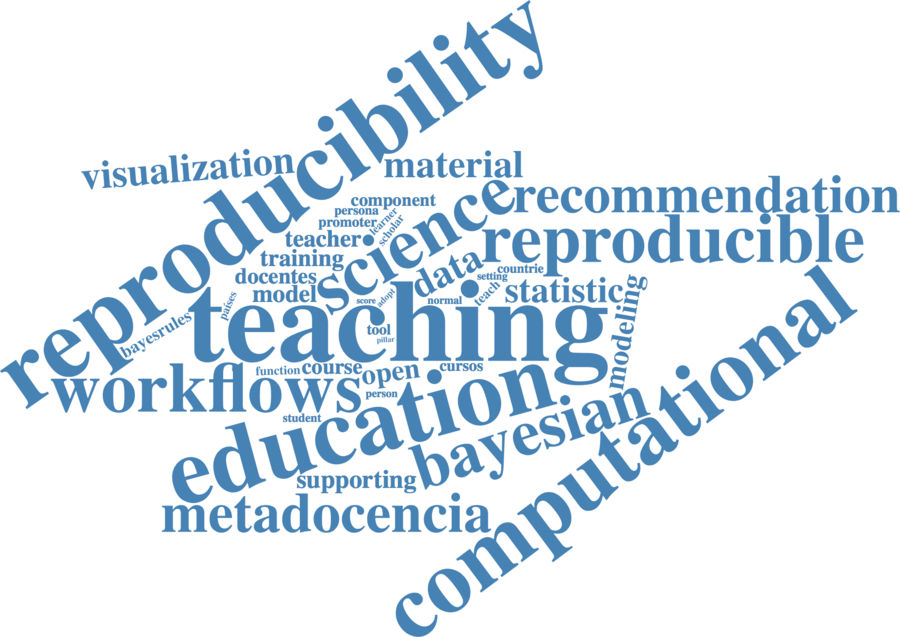 reproducibility
visualization
material
recommendation
component
persona
learner
promoter
scholar
science
teacher
reproducible
training
data
docentes
countrie
setting
model
statistic
teach
países
score
adopt
normal
modeling
teaching
bayesrules
tool
pillar
computational
workflows
function
course
open
cursos
person
education
bayesian
student
supporting
metadocencia